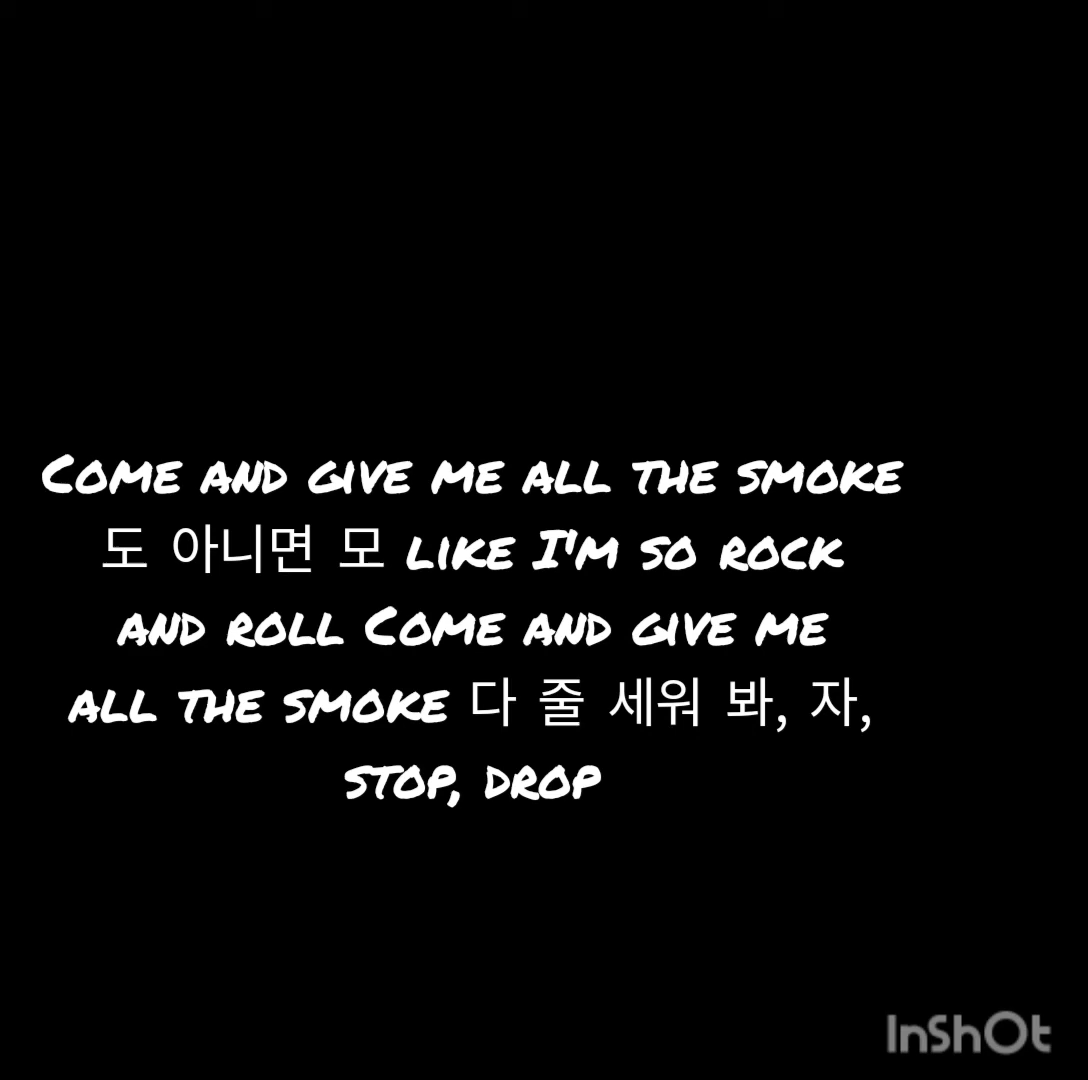 Come and give me all the smoke
도 아니면 모 like I'm so rock
and roll Come and give me
all the smoke 다 줄 세워 봐, 자,
stop, drop
InShOt